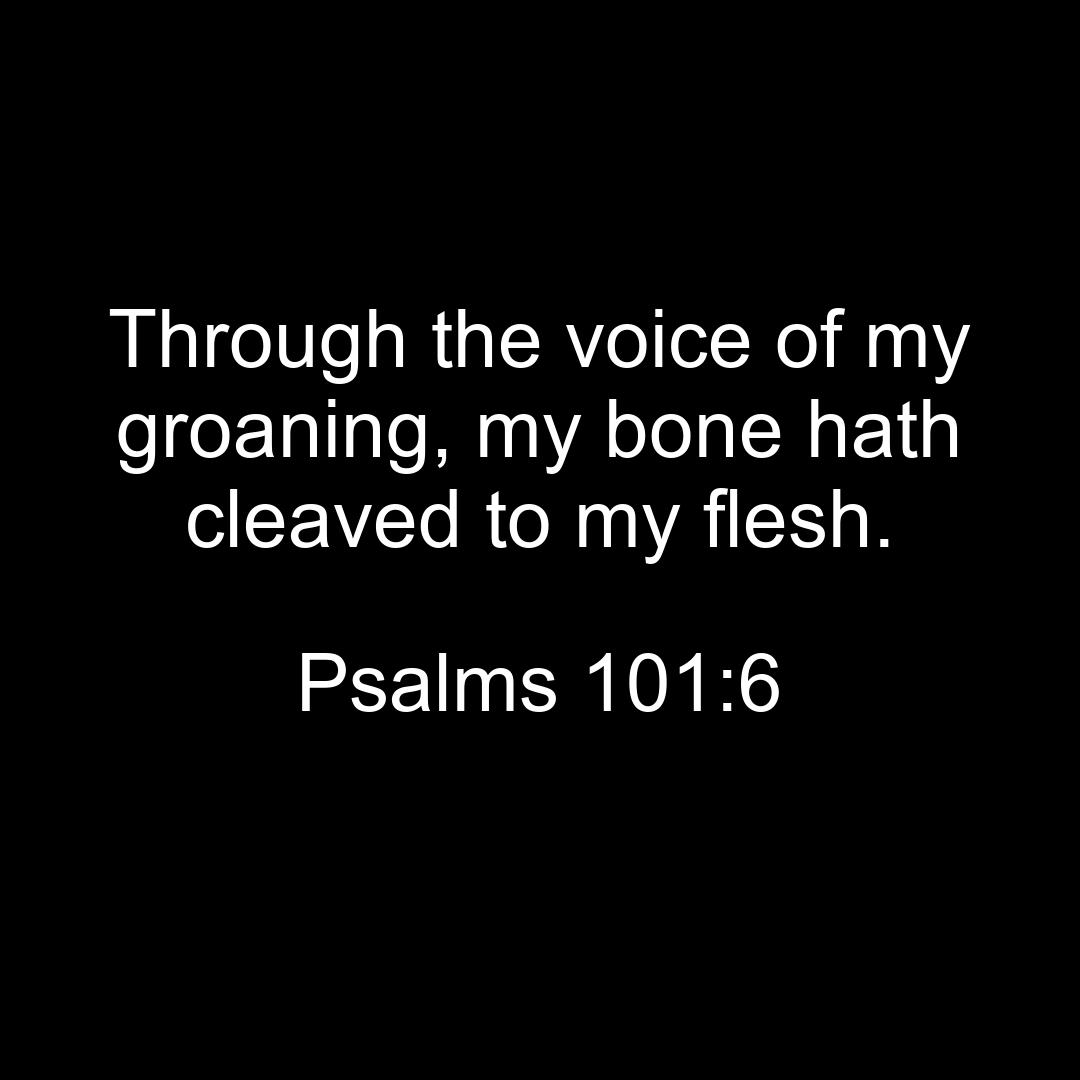 Through the voice of my
groaning, my bone hath
cleaved to my flesh.
Psalms 101:6